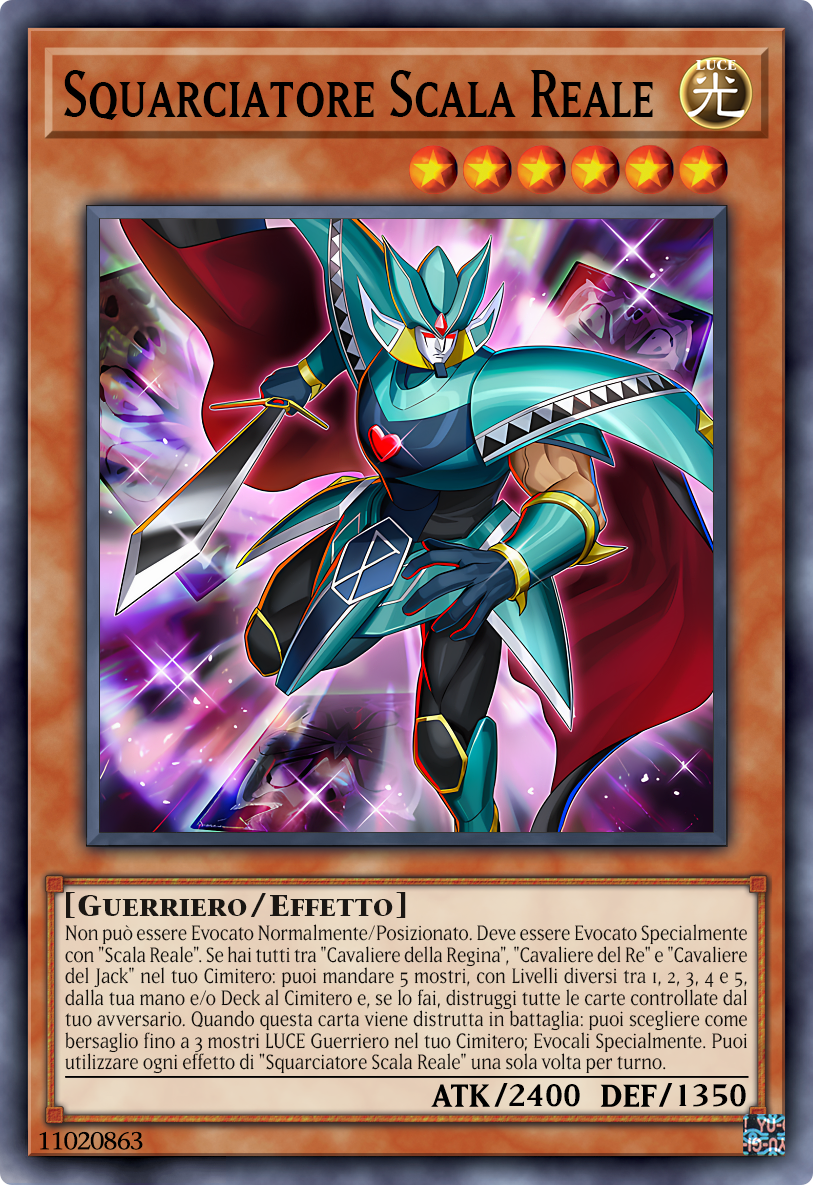 Squarciatore Scala Reale
LUCE
光
[Guerriero/Effetto]
Non può essere Evocato Normalmente/Posizionato. Deve essere Evocato Specialmente
con "Scala Reale". Se hai tutti tra "Cavaliere della Regina", "Cavaliere del Re" e "Cavaliere
del Jack" nel tuo Cimitero: puoi mandare 5 mostri, con Livelli diversi tra 1, 2, 3, 4 e 5,
dalla tua mano e/o Deck al Cimitero e, se lo fai, distruggi tutte le carte controllate dal
tuo avversario. Quando questa carta viene distrutta in battaglia: puoi scegliere come
bersaglio fino a 3 mostri LUCE Guerriero nel tuo Cimitero; Evocali Specialmente. Puoi
utilizzare ogni effetto di "Squarciatore Scala Reale" una sola volta per turno.
ATK/2400 DEF/1350
11020863